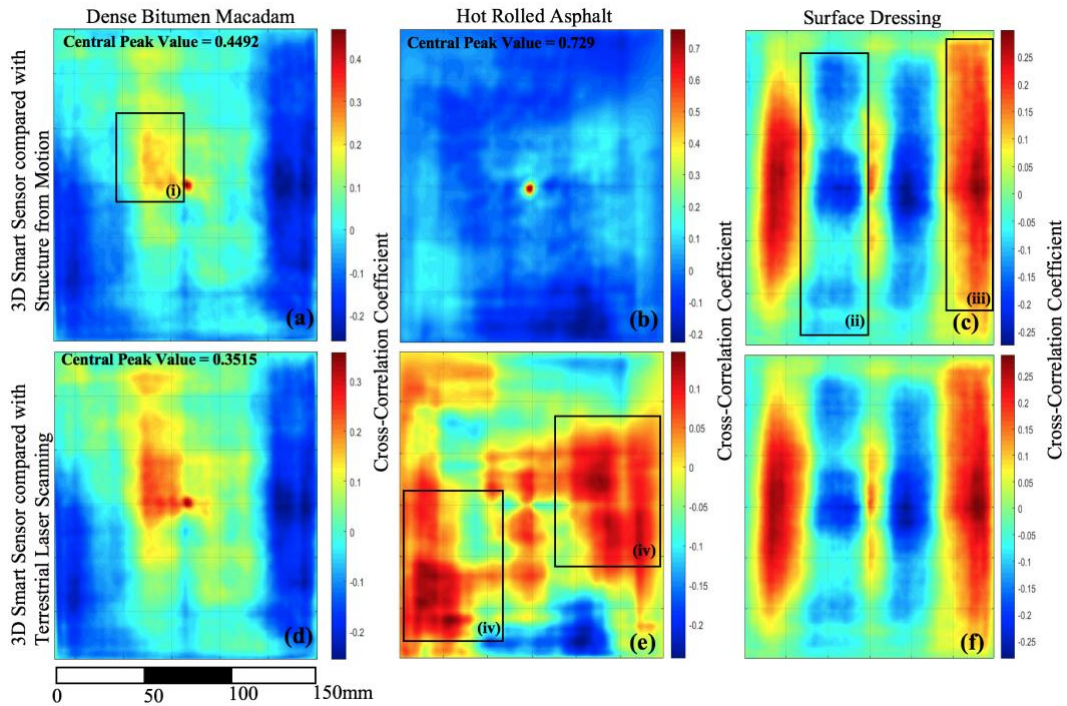 Dense Bitumen Macadam
Hot Rolled Asphalt
Surface Dressing
3D Smart Sensor compared with
Structure from Motion
Central Peak Value = 0.4492
(i)
(a)
0.4
0.3
0.2
0.1
0
-0.1
-0.2
Cross-Correlation Coefficient
Central Peak Value = 0.729
(b)
0.7
0.6
0.5
0.4
0.3
0.2
0.1
0
-0.1
-0.2
Cross-Correlation Coefficient
(ii)
(iii)
(c)
0.25
0.2
0.15
0.1
0.05
0
-0.05
-0.1
-0.15
-0.2
-0.25
Cross-Correlation Coefficient
3D Smart Sensor compared with
Terrestrial Laser Scanning
Central Peak Value = 0.3515
(d)
0.3
0.2
0.1
0
-0.1
-0.2
(iv)
(iv)
(e)
0.1
0.05
0
-0.05
-0.1
-0.15
-0.2
(f)
0.25
0.2
0.15
0.1
0.05
0
-0.05
-0.1
-0.15
-0.2
-0.25
0 50 100 150mm